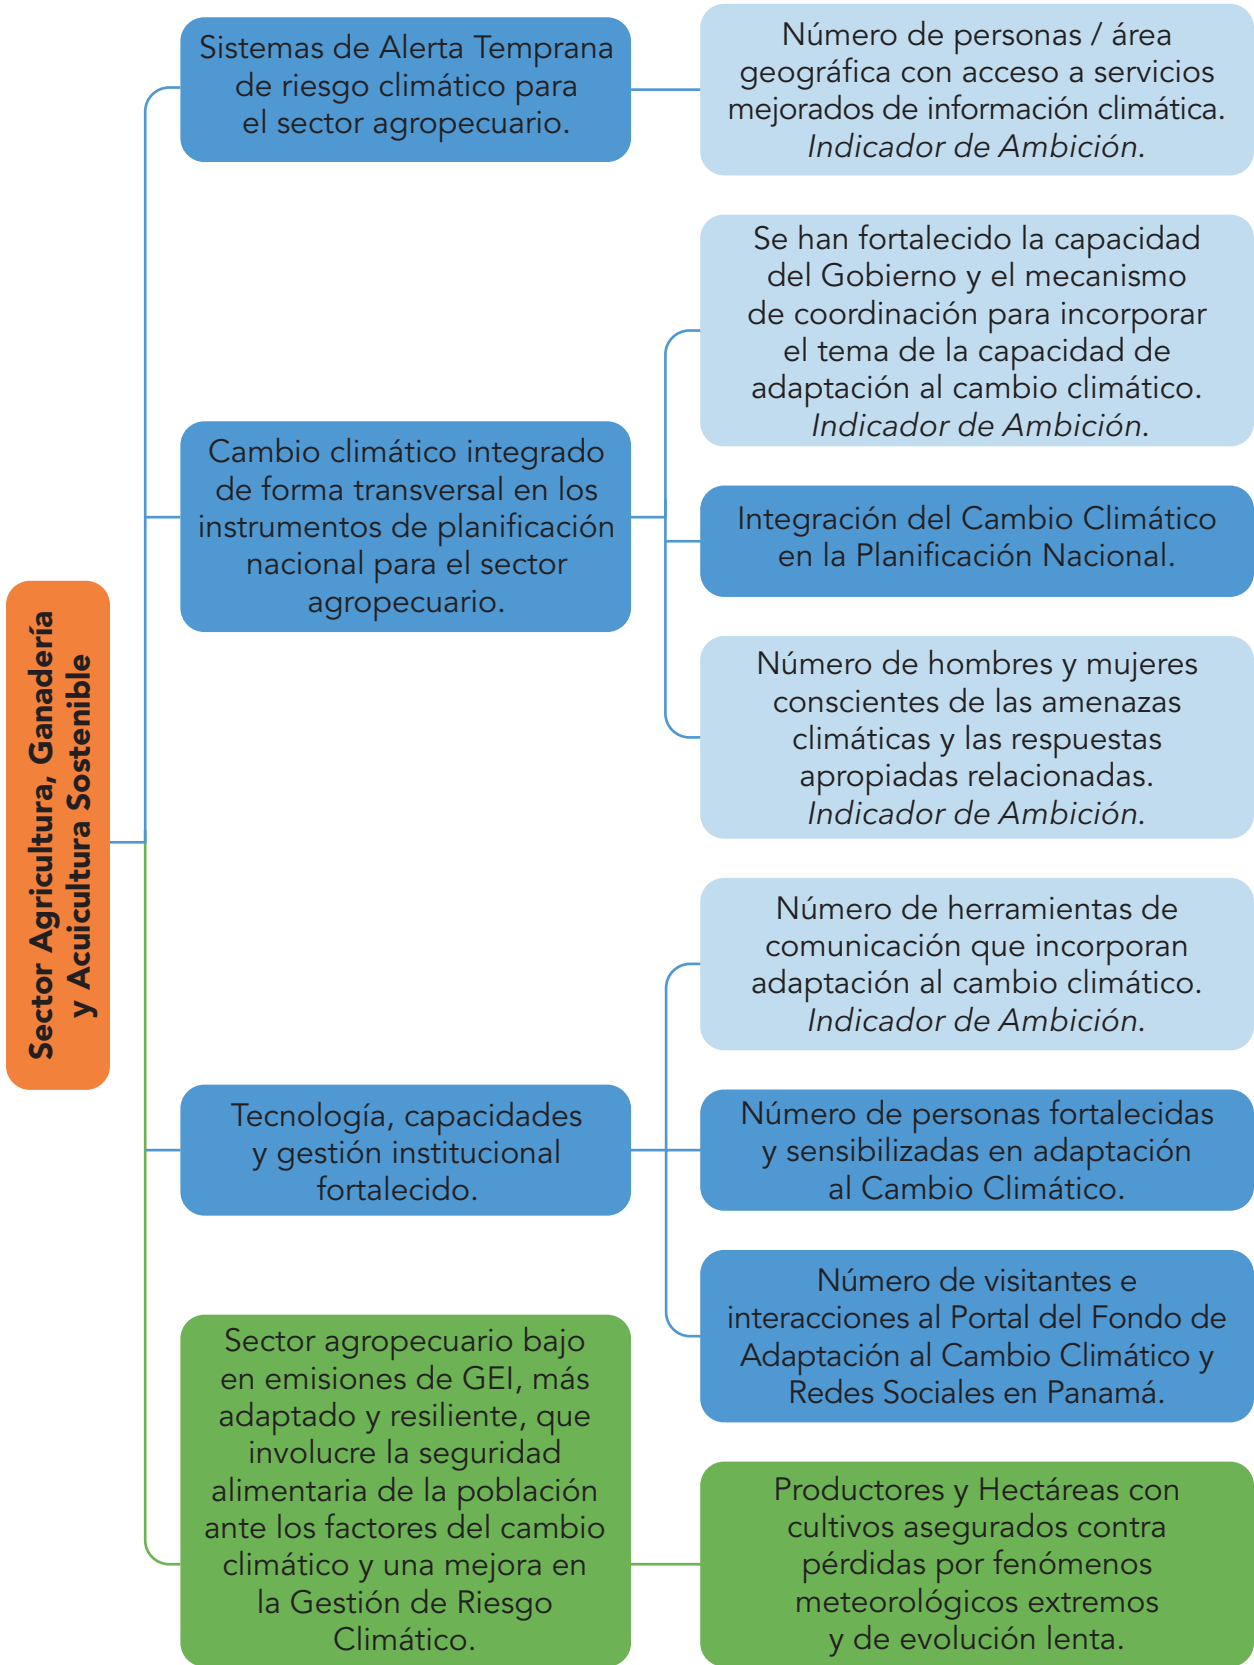 Sector Agricultura, Ganadería
y Acuicultura Sostenible
Sistemas de Alerta Temprana
de riesgo climático para
el sector agropecuario.
Número de personas / área
geográfica con acceso a servicios
mejorados de información climática.
Indicador de Ambición.
Cambio climático integrado
de forma transversal en los
instrumentos de planificación
nacional para el sector
agropecuario.
Se han fortalecido la capacidad
del Gobierno y el mecanismo
de coordinación para incorporar
el tema de la capacidad de
adaptación al cambio climático.
Indicador de Ambición.
Integración del Cambio Climático
en la Planificación Nacional.
Número de hombres y mujeres
conscientes de las amenazas
climáticas y las respuestas
apropiadas relacionadas.
Indicador de Ambición.
Tecnología, capacidades
y gestión institucional
fortalecido.
Número de herramientas de
comunicación que incorporan
adaptación al cambio climático.
Indicador de Ambición.
Número de personas fortalecidas
y sensibilizadas en adaptación
al Cambio Climático.
Número de visitantes e
interacciones al Portal del Fondo de
Adaptación al Cambio Climático y
Redes Sociales en Panamá.
Sector agropecuario bajo
en emisiones de GEI, más
adaptado y resiliente, que
involucre la seguridad
alimentaria de la población
ante los factores del cambio
climático y una mejora en
la Gestión de Riesgo
Climático.
Productores y Hectáreas con
cultivos asegurados contra
pérdidas por fenómenos
meteorológicos extremos
y de evolución lenta.